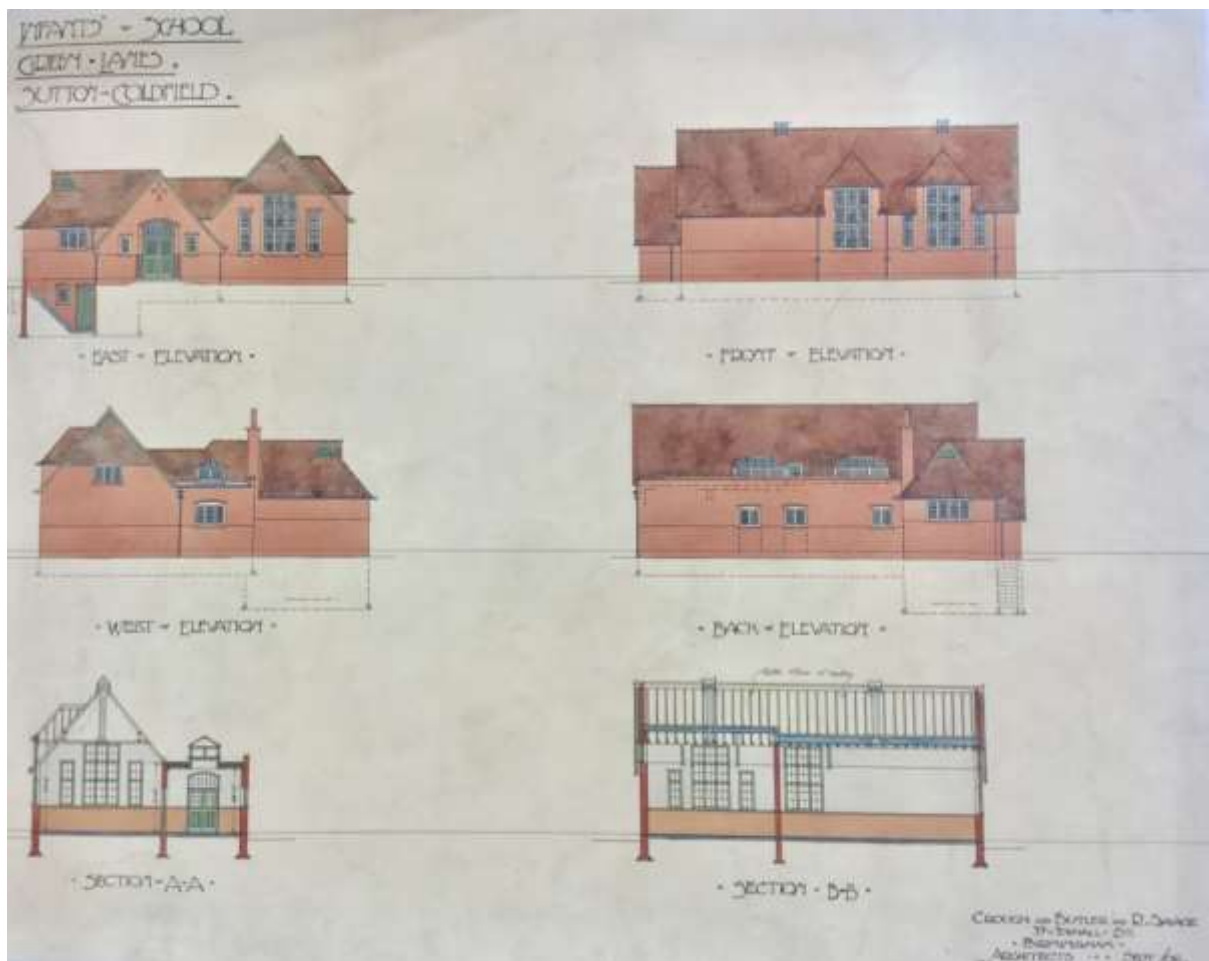 INFANTS' - SCHOOL
GREEN - LANES .
SUTTON - COLDFIELD .
- EAST - ELEVATION -
- FRONT - ELEVATION -
- WEST - ELEVATION -
- BACK - ELEVATION -
- SECTION - A-A -
- SECTION - B-B -
CROUCH AND BUTLER AND R. SAVAGE
BIRMINGHAM -
ARCHITECTS